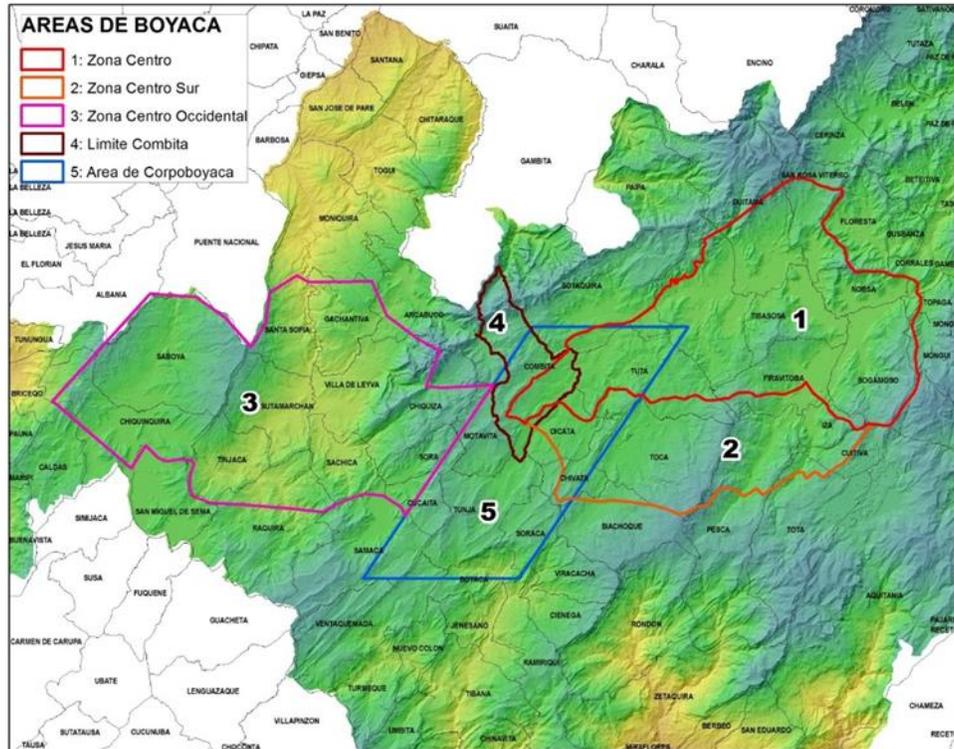 AREAS DE BOYACA
1: Zona Centro
2: Zona Centro Sur
3: Zona Centro Occidental
4: Limite Combita
5: Area de Corpoboyaca
LA PAZ
SAN BENITO
SUAITA
CHIPATA
GIEPSA
SANTANA
CHARALA
ENCINO
TUTAZA
SAN JOSE DE PARE
CHITARAQUE
BELEN
BARBOSA
CERINZA
LA BELLEZA
TOGUI
GAMBITA
PAIPA
SAN ROSA VITERBO
BETEITIVA
LA BELLEZA
MONIQUIRA
DUITAMA
FLORESTA
BUSBANZA
LA BELLEZA
JESUS MARIA
PUENTE NACIONAL
CORRALES
EL FLORIAN
SOTAQUIRA
NOBSA
ALBANIA
TOPAGA
GACHANTIVA
ARCABUCO
4
TIBASOSA
1
SANTA SOFIA
TUNUNGUA
SABOYA
MONGUI
COMBITA
TUTA
FIRAVITOBA
SOGAMOSO
VILLA DE LEYVA
BRICEQO
3
SUTAMARCHAN
CHIQUIZA
CHIQUINQUIRA
MOTAVITA
OICATA
IZA
PAUNA
2
CUITIVA
TINJACA
SACHICA
SORA
TOCA
CALDAS
MARIPI
CHIVATA
CUCAITA
SAN MIGUEL DE SEMA
TUNJA
5
SINIJACA
RAQUIRA
SIACHOQUE
PESCA
TOTA
SORACA
BUENAVISTA
SAMACA
SUSA
VIRACACHA
BOYACA
FUQUENE
AQUITANIA
CIENEGA
GUACHETA
VENTAQUEMADA
JENESANO
RONDON
CARMEN DE CARUPA
NUEVO COLON
RAMIRIQUI
UBATE
LENGUAZAQUE
TURMEQUE
TIBANA
ZETAQUIRA
CHAMEZA
VILLAPINZON
SUTATAUSA
CUCUNUBA
UMBITA
BERBEO
SAN EDUARDO
TAUSA
CHOCONTA
CHINAVITA
MIRAFLORES